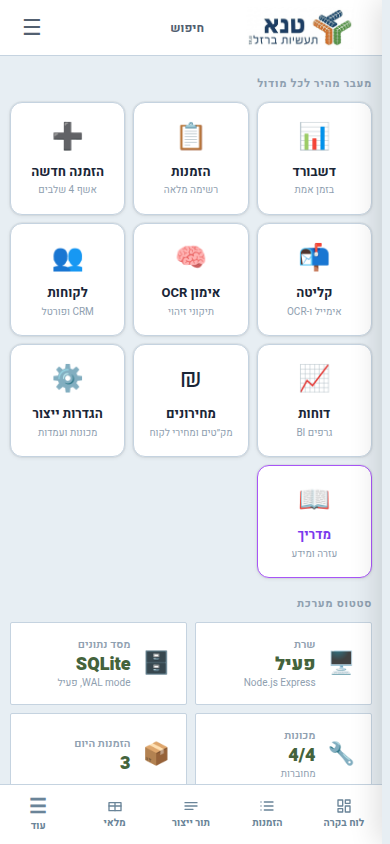 טנא
תעשיות ברזל
חיפוש
מעבר מהיר לכל מודול
דשבורד
בזמן אמת
הזמנות
רשימה מלאה
הזמנה חדשה
אשף 4 שלבים
קליטה
אימייל ו-OCR
אימון OCR
תיקוני זיהוי
לקוחות
CRM ופורטל
דוחות
גרפים BI
₪
מחירונים
מק"טים ומחירי לקוח
הגדרות ייצור
מכונות ועמדות
מדריך
עזרה ומידע
סטטוס מערכת
שרת
פעיל
Node.js Express
מסד נתונים
SQLite
WAL mode, פעיל
מכונות
4/4
מחוברות
הזמנות היום
3
לוח בקרה
הזמנות
תור ייצור
מלאי
עוד